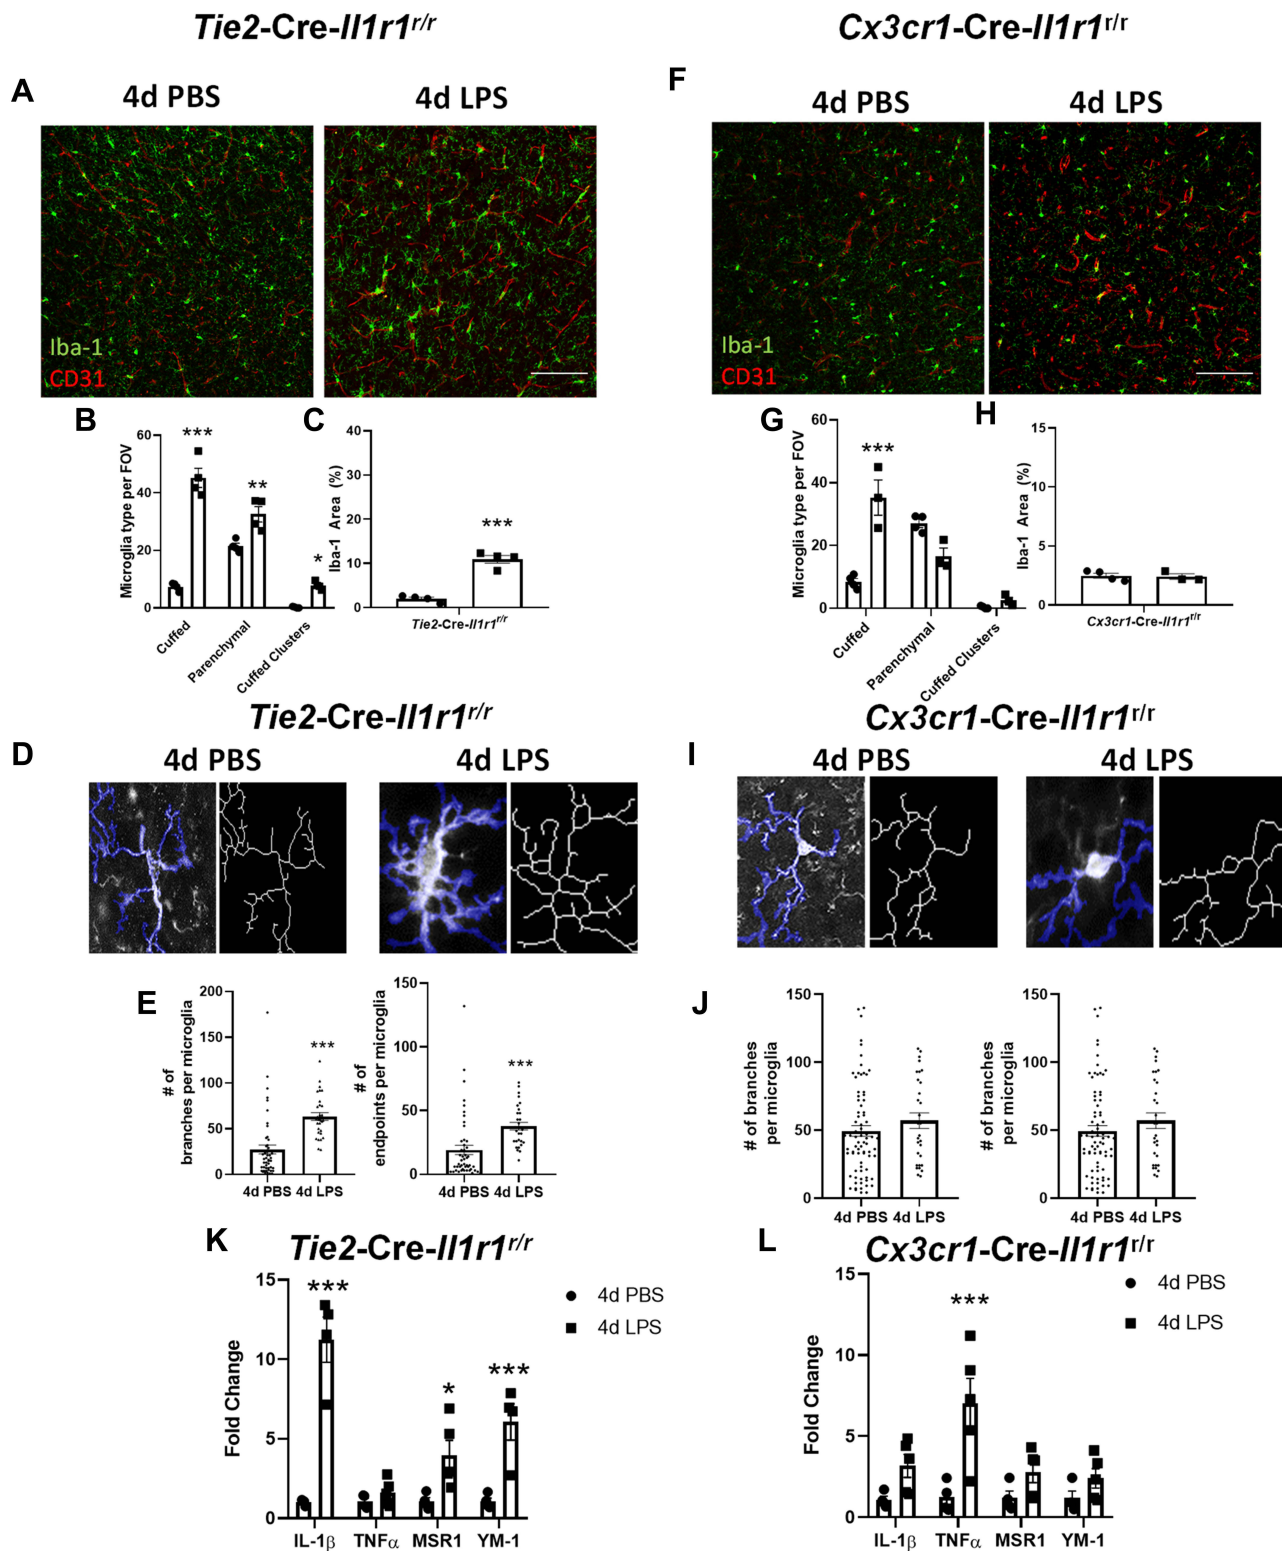 Tie2-Cre-Il1r1r/r
Cx3cr1-Cre-Il1r1r/r
A
4d PBS
4d LPS
Iba-1
CD31
F
4d PBS
4d LPS
Iba-1
CD31
B
Microglia type per FOV
60
40
20
0
***
**
*
Cuffed
Parenchymal
Cuffed Clusters
C
Iba-1 Area (%)
40
30
20
10
0
***
Tie2-Cre-Il1r1r/r
G
Microglia type per FOV
60
40
20
0
***
Cuffed
Parenchymal
Cuffed Clusters
H
Iba-1 Area (%)
15
10
5
0
Cx3cr1-Cre-Il1r1r/r
Tie2-Cre-Il1r1r/r
Cx3cr1-Cre-Il1r1r/r
D
4d PBS
4d LPS
I
4d PBS
4d LPS
E
# of
branches per microglia
200
150
100
50
0
***
4d PBS
4d LPS
# of
endpoints per microglia
150
100
50
0
***
4d PBS
4d LPS
J
# of branches
per microglia
150
100
50
0
4d PBS
4d LPS
# of branches
per microglia
150
100
50
0
4d PBS
4d LPS
K
Tie2-Cre-Il1r1r/r
Fold Change
15
10
5
0
***
*
***
4d PBS
4d LPS
IL-1β
TNFα
MSR1
YM-1
L
Cx3cr1-Cre-Il1r1r/r
Fold Change
15
10
5
0
***
4d PBS
4d LPS
IL-1β
TNFα
MSR1
YM-1